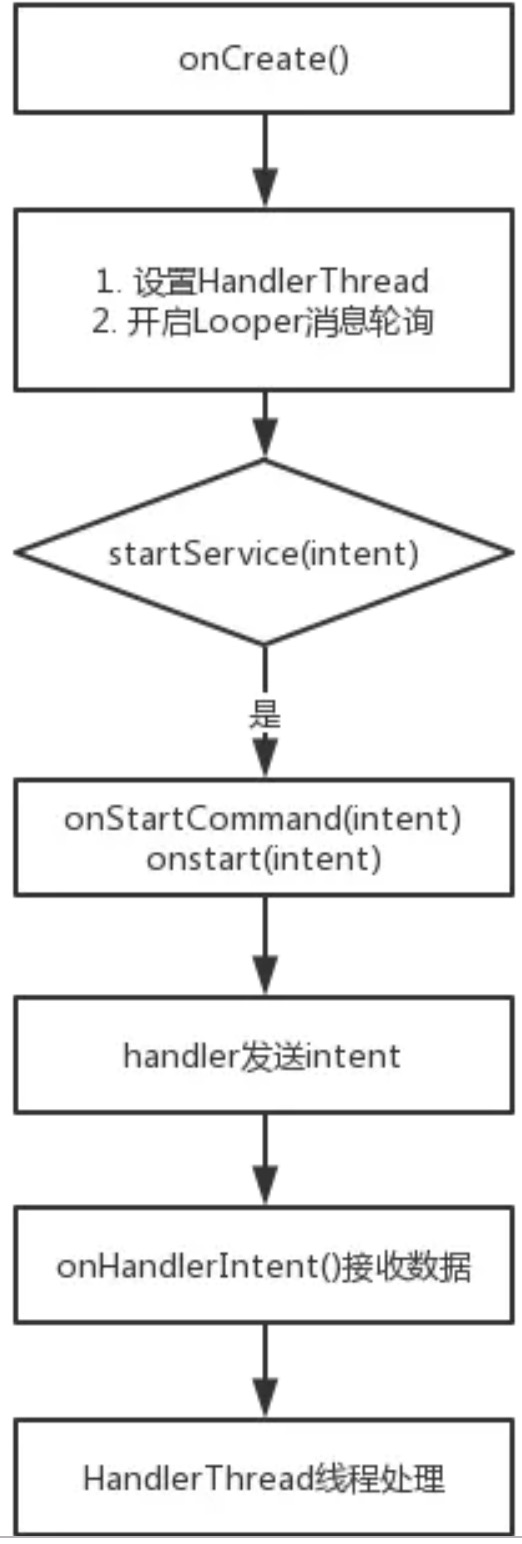 onCreate()
1. 设置HandlerThread
2. 开启Looper消息轮询
startService(intent)
是
onStartCommand(intent)
onstart(intent)
handler发送intent
onHandlerIntent()接收数据
HandlerThread线程处理